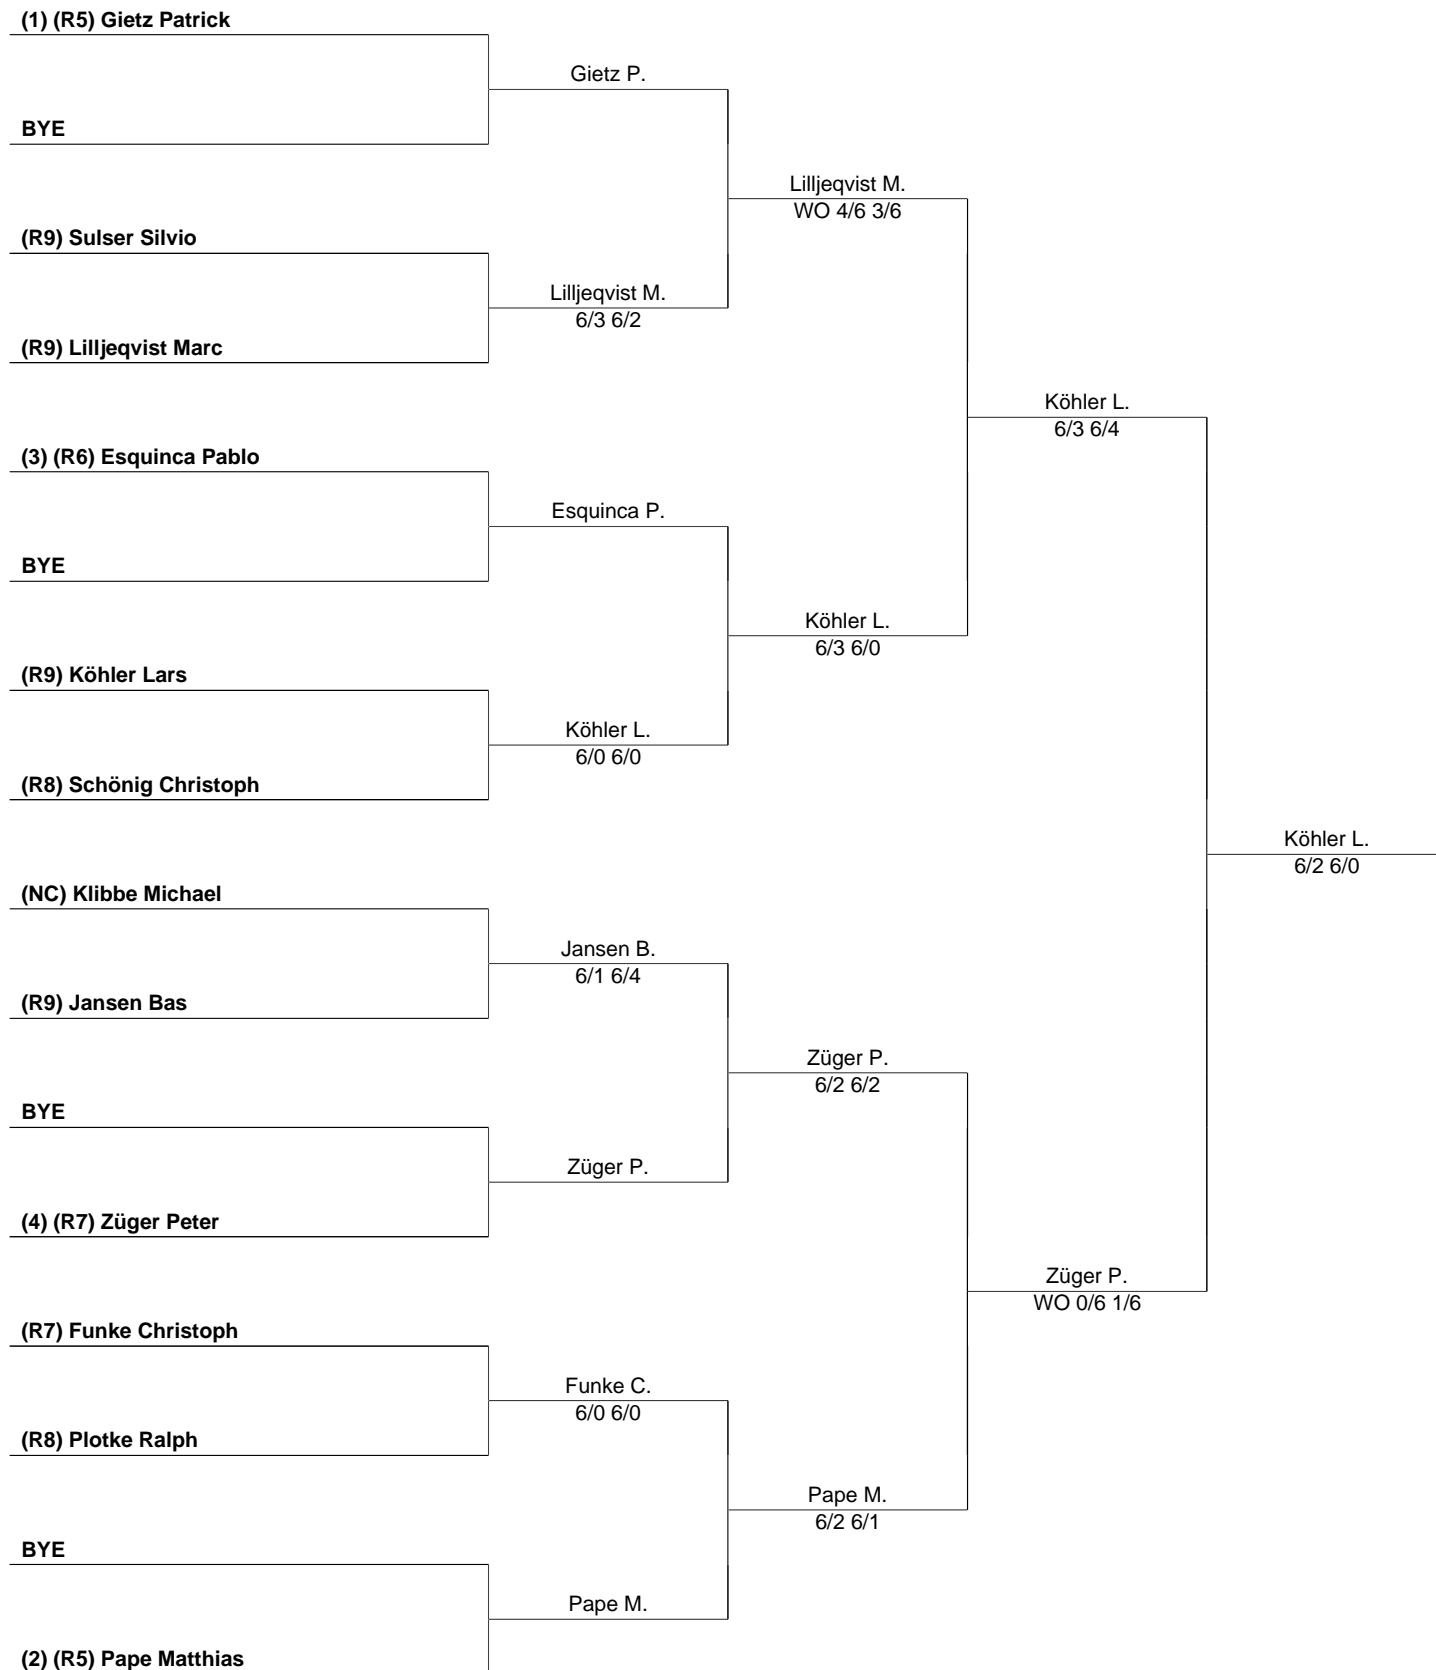 (1) (R5) Gietz Patrick
Gietz P.
BYE
Lilljeqvist M.
WO 4/6 3/6
(R9) Sulser Silvio
Lilljeqvist M.
6/3 6/2
(R9) Lilljeqvist Marc
Köhler L.
6/3 6/4
(3) (R6) Esquinca Pablo
Esquinca P.
BYE
Köhler L.
6/3 6/0
(R9) Köhler Lars
Köhler L.
6/0 6/0
(R8) Schönig Christoph
Köhler L.
6/2 6/0
(NC) Klibbe Michael
Jansen B.
6/1 6/4
(R9) Jansen Bas
Züger P.
6/2 6/2
BYE
Züger P.
(4) (R7) Züger Peter
Züger P.
WO 0/6 1/6
(R7) Funke Christoph
Funke C.
6/0 6/0
(R8) Plotke Ralph
Pape M.
6/2 6/1
BYE
Pape M.
(2) (R5) Pape Matthias